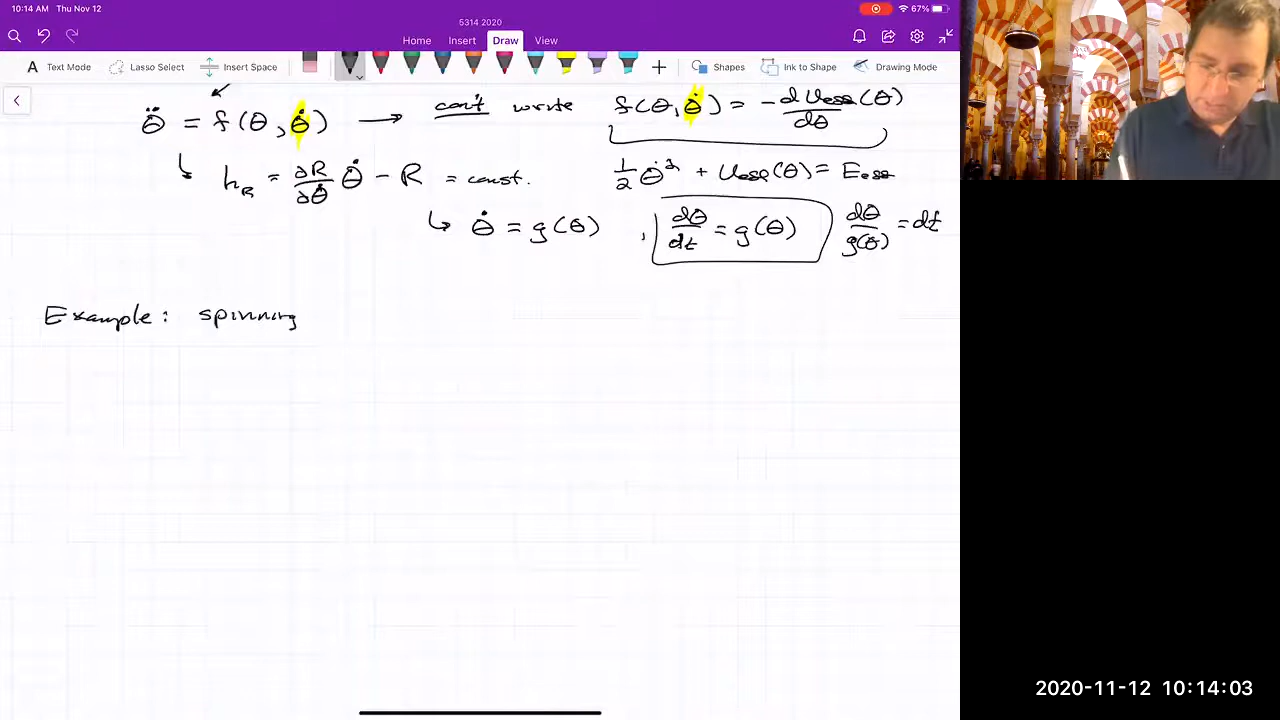 10:14 AM Thu Nov 12
67%
5314 2020
Home Insert Draw View
Text Mode Lasso Select Insert Space Shapes Ink to Shape Drawing Mode
θ̈ = f(θ, θ̇) → can't write f(θ, θ̇) = -dU_eff(θ)/dθ
h_R = ∂R/∂θ̇ θ̇ - R = const. 1/2 θ̇² + U_eff(θ) = E_eff
↳ θ̇ = g(θ) , dθ/dt = g(θ) dθ/g(θ) = dt
Example: spinning
2020-11-12 10:14:03